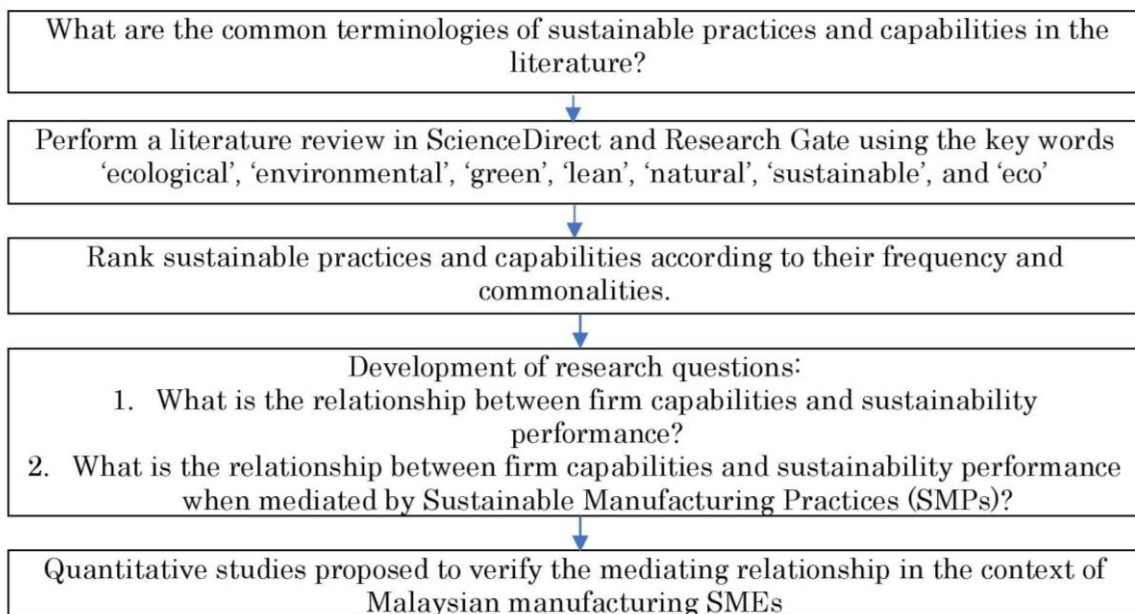 What are the common terminologies of sustainable practices and capabilities in the
literature?
Perform a literature review in ScienceDirect and Research Gate using the key words
‘ecological’, ‘environmental’, ‘green’, ‘lean’, ‘natural’, ‘sustainable’, and ‘eco’
Rank sustainable practices and capabilities according to their frequency and
commonalities.
Development of research questions:
1. What is the relationship between firm capabilities and sustainability
performance?
2. What is the relationship between firm capabilities and sustainability performance
when mediated by Sustainable Manufacturing Practices (SMPs)?
Quantitative studies proposed to verify the mediating relationship in the context of
Malaysian manufacturing SMEs